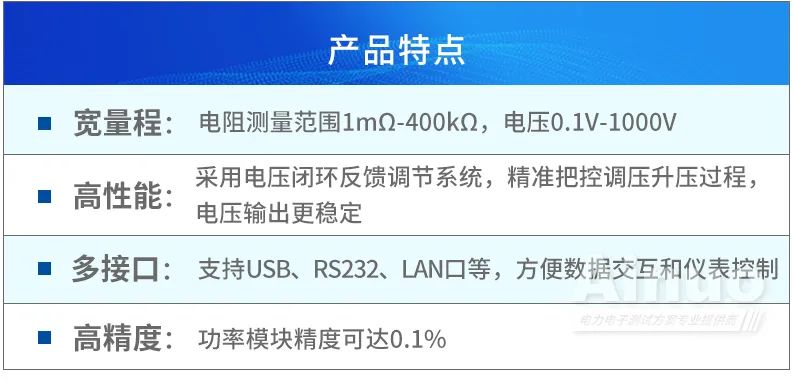 产品特点
宽量程：电阻测量范围1mΩ-400kΩ，电压0.1V-1000V
高性能：采用电压闭环反馈调节系统，精准把控调压升压过程，
电压输出更稳定
多接口：支持USB、RS232、LAN口等，方便数据交互和仪表控制
Ainuo
电力电子测试方案专业提供商
高精度：功率模块精度可达0.1%